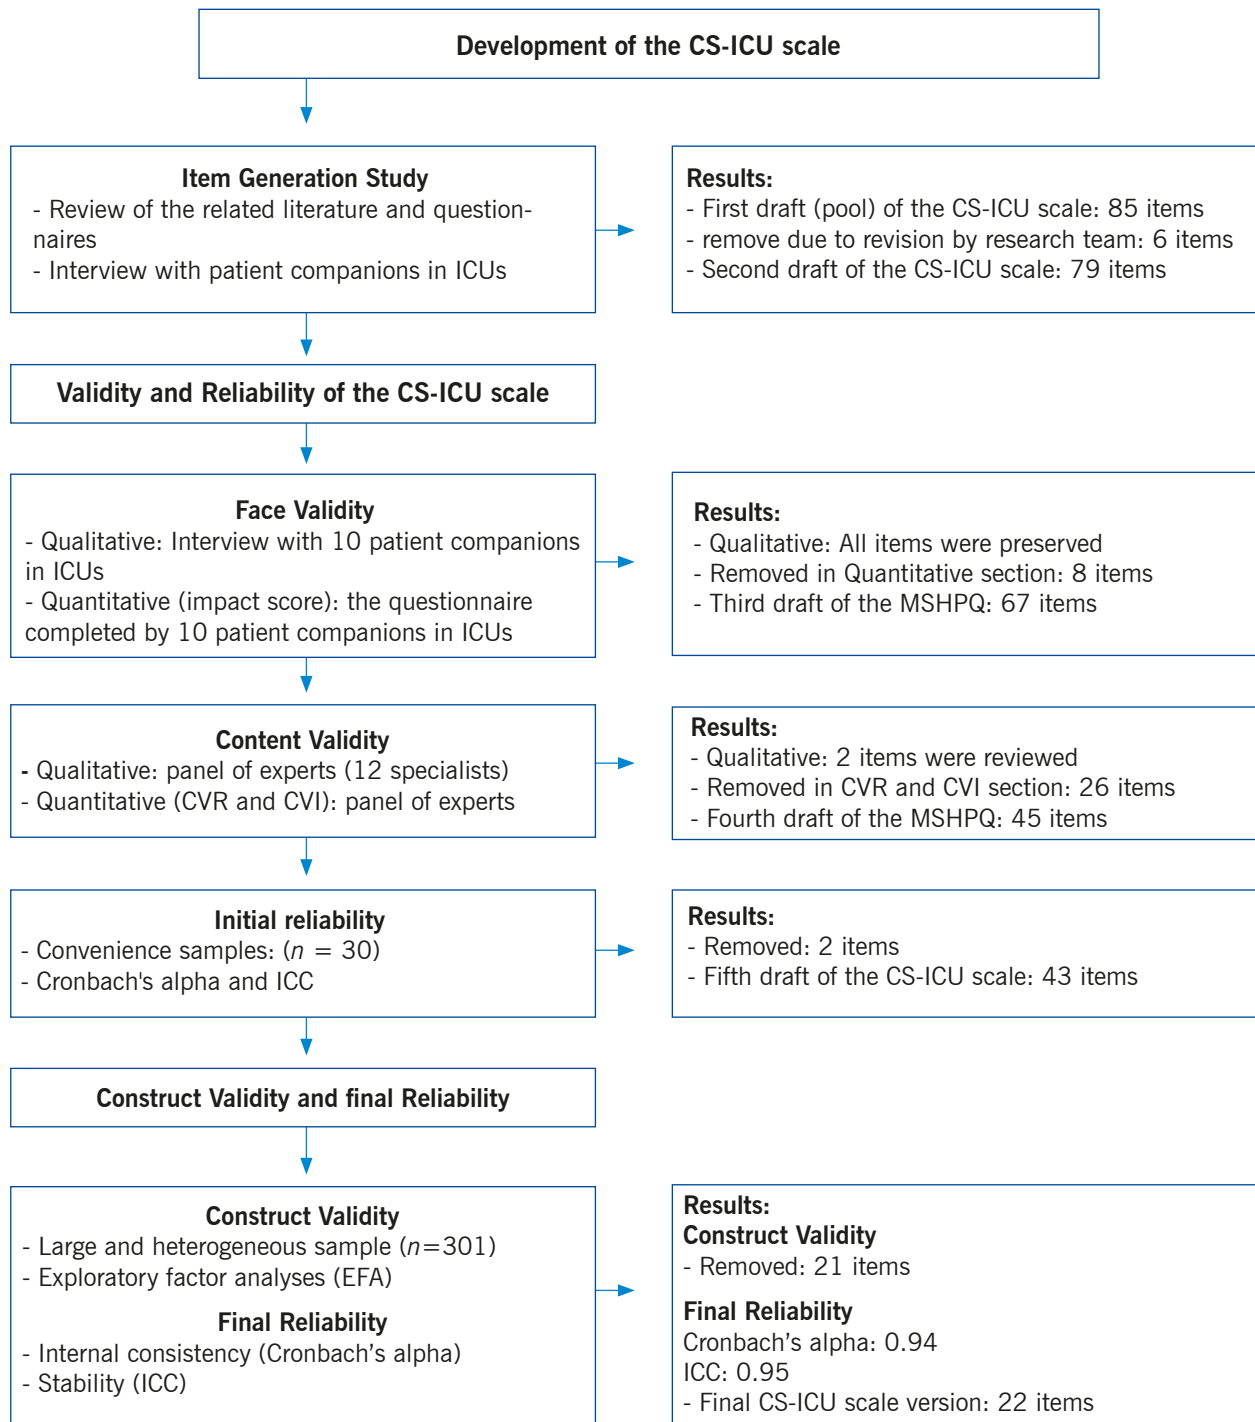 Development of the CS-ICU scale
Item Generation Study
- Review of the related literature and question-
naires
- Interview with patient companions in ICUs
Results:
- First draft (pool) of the CS-ICU scale: 85 items
- remove due to revision by research team: 6 items
- Second draft of the CS-ICU scale: 79 items
Validity and Reliability of the CS-ICU scale
Face Validity
- Qualitative: Interview with 10 patient companions
in ICUs
- Quantitative (impact score): the questionnaire
completed by 10 patient companions in ICUs
Results:
- Qualitative: All items were preserved
- Removed in Quantitative section: 8 items
- Third draft of the MSHPQ: 67 items
Content Validity
- Qualitative: panel of experts (12 specialists)
- Quantitative (CVR and CVI): panel of experts
Results:
- Qualitative: 2 items were reviewed
- Removed in CVR and CVI section: 26 items
- Fourth draft of the MSHPQ: 45 items
Initial reliability
- Convenience samples: (n = 30)
- Cronbach's alpha and ICC
Results:
- Removed: 2 items
- Fifth draft of the CS-ICU scale: 43 items
Construct Validity and final Reliability
Construct Validity
- Large and heterogeneous sample (n=301)
- Exploratory factor analyses (EFA)
Final Reliability
- Internal consistency (Cronbach’s alpha)
- Stability (ICC)
Results:
Construct Validity
- Removed: 21 items
Final Reliability
Cronbach’s alpha: 0.94
ICC: 0.95
- Final CS-ICU scale version: 22 items